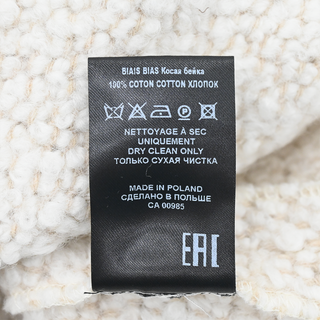 BIAIS BIAS Косая бейка
100% COTON COTTON ХЛОПОК
NETTOYAGE À SEC
UNIQUEMENT
DRY CLEAN ONLY
ТОЛЬКО СУХАЯ ЧИСТКА
MADE IN POLAND
СДЕЛАНО В ПОЛЬШЕ
CA 00985
EAC